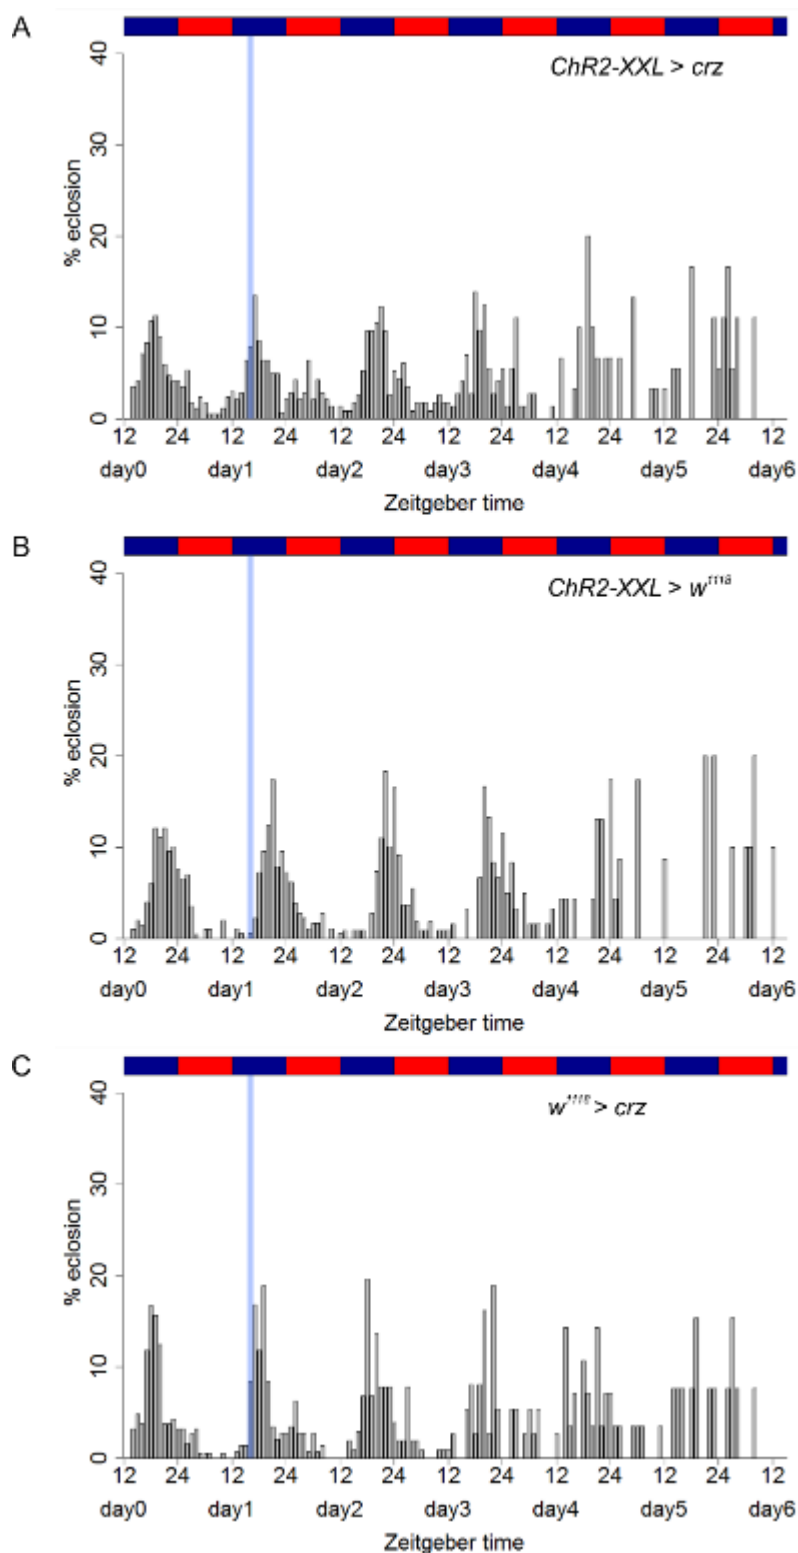 A
ChR2-XXL > crz
% eclosion
40
30
20
10
0
12 24 12 24 12 24 12 24 12 24 12 24 12
day0 day1 day2 day3 day4 day5 day6
Zeitgeber time
B
ChR2-XXL > w¹¹¹⁸
% eclosion
40
30
20
10
0
12 24 12 24 12 24 12 24 12 24 12 24 12
day0 day1 day2 day3 day4 day5 day6
Zeitgeber time
C
w¹¹¹⁸ > crz
% eclosion
40
30
20
10
0
12 24 12 24 12 24 12 24 12 24 12 24 12
day0 day1 day2 day3 day4 day5 day6
Zeitgeber time